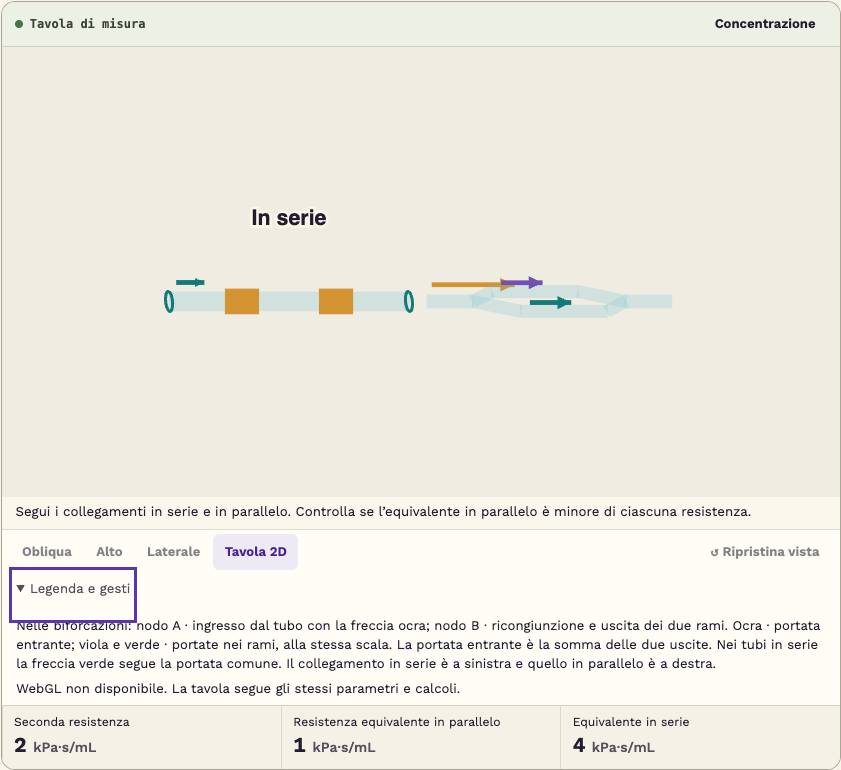 Tavola di misura
Concentrazione
In serie
Segui i collegamenti in serie e in parallelo. Controlla se l’equivalente in parallelo è minore di ciascuna resistenza.
Obliqua Alto Laterale Tavola 2D ↺ Ripristina vista
▼ Legenda e gesti
Nelle biforcazioni: nodo A · ingresso dal tubo con la freccia ocra; nodo B · ricongiunzione e uscita dei due rami. Ocra · portata
entrante; viola e verde · portate nei rami, alla stessa scala. La portata entrante è la somma delle due uscite. Nei tubi in serie
la freccia verde segue la portata comune. Il collegamento in serie è a sinistra e quello in parallelo è a destra.
WebGL non disponibile. La tavola segue gli stessi parametri e calcoli.
Seconda resistenza
2 kPa·s/mL
Resistenza equivalente in parallelo
1 kPa·s/mL
Equivalente in serie
4 kPa·s/mL